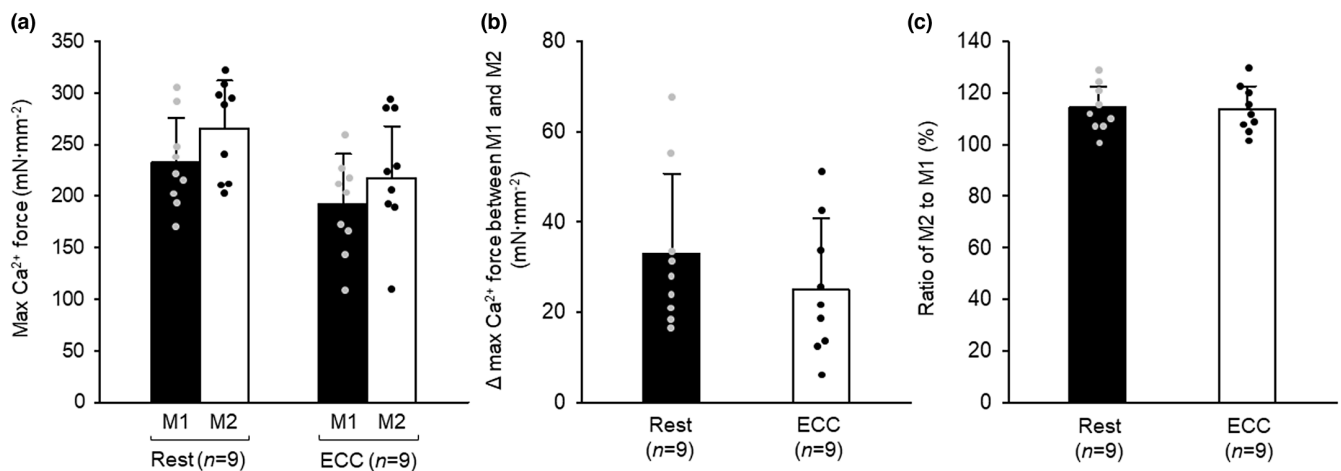 (a)
Max Ca²⁺ force (mN·mm⁻²)
350
300
250
200
150
100
50
0
M1 M2 M1 M2
Rest (n=9) ECC (n=9)
(b)
Δ max Ca²⁺ force between M1 and M2
(mN·mm⁻²)
80
60
40
20
0
Rest ECC
(n=9) (n=9)
(c)
Ratio of M2 to M1 (%)
140
120
100
80
60
40
20
0
Rest ECC
(n=9) (n=9)